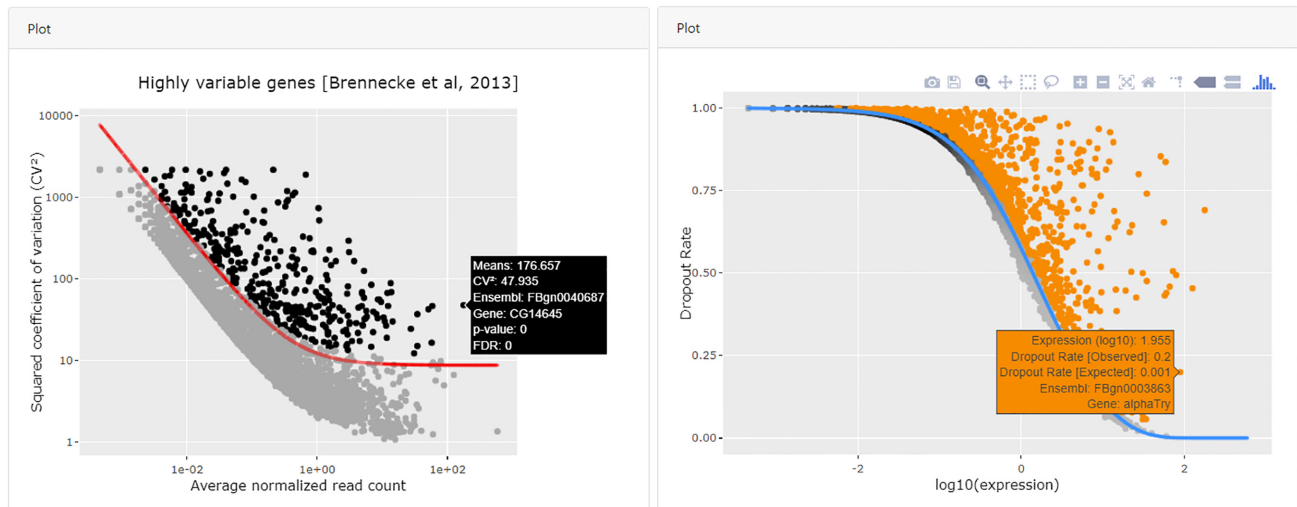 Plot
Highly variable genes [Brennecke et al, 2013]
Squared coefficient of variation (CV²)
10000
1000
100
10
1
Means: 176.657
CV²: 47.935
Ensembl: FBgn0040687
Gene: CG14645
p-value: 0
FDR: 0
1e-02
1e+00
1e+02
Average normalized read count
Plot
Dropout Rate
1.00
0.75
0.50
0.25
0.00
Expression (log10): 1.955
Dropout Rate [Observed]: 0.2
Dropout Rate [Expected]: 0.001
Ensembl: FBgn0003863
Gene: alphaTry
-2
0
2
log10(expression)